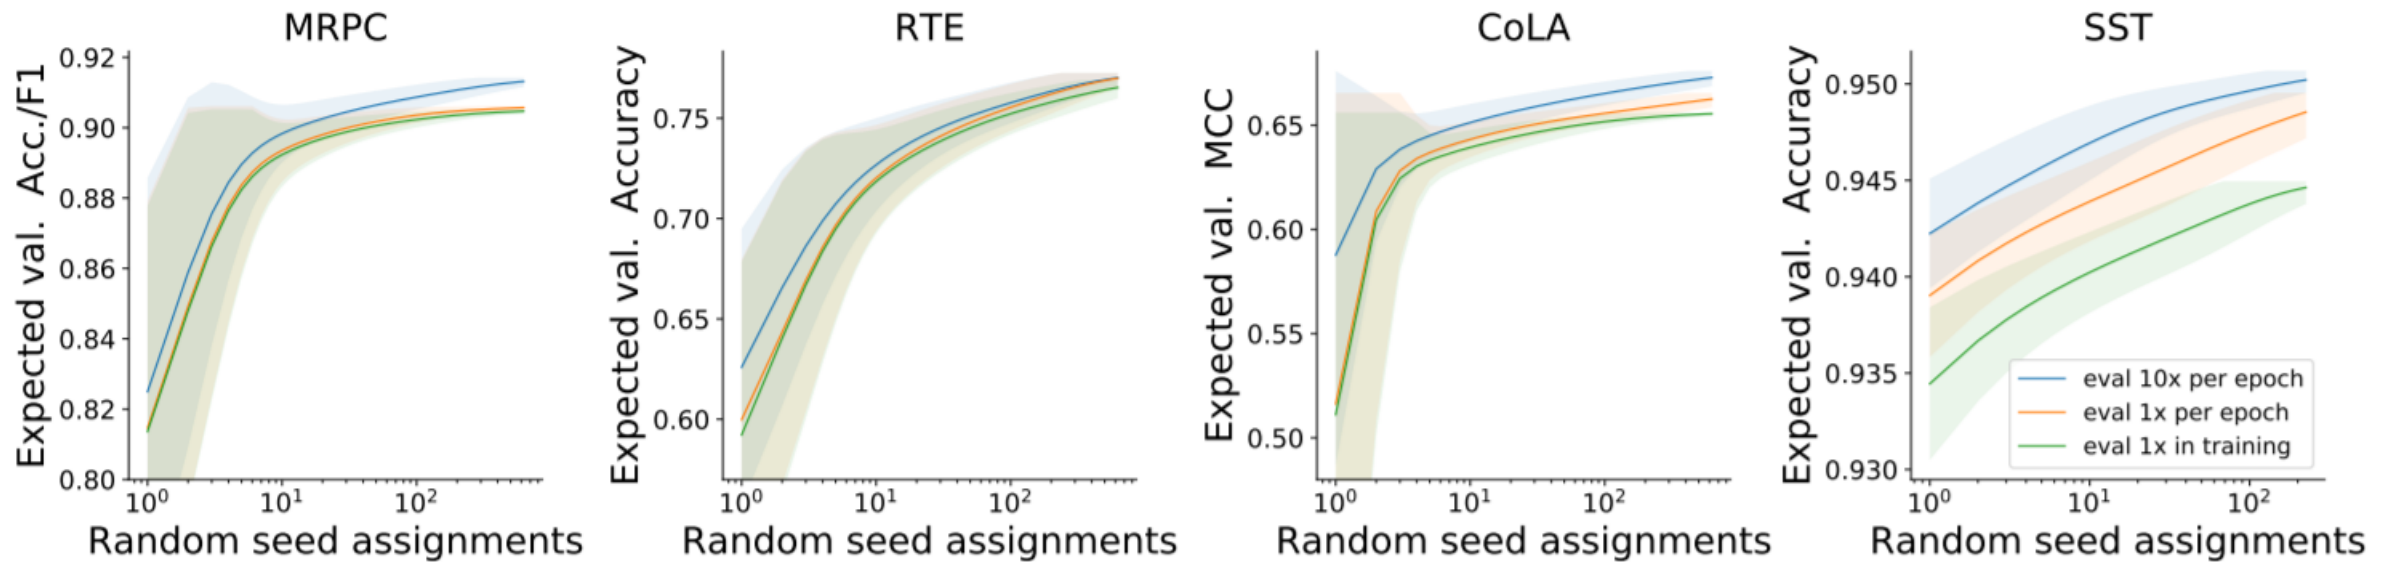 MRPC
Expected val. Acc./F1
0.92
0.90
0.88
0.86
0.84
0.82
0.80
10⁰ 10¹ 10²
Random seed assignments
RTE
Expected val. Accuracy
0.75
0.70
0.65
0.60
10⁰ 10¹ 10²
Random seed assignments
CoLA
Expected val. MCC
0.65
0.60
0.55
0.50
10⁰ 10¹ 10²
Random seed assignments
SST
Expected val. Accuracy
0.950
0.945
0.940
0.935
0.930
eval 10x per epoch
eval 1x per epoch
eval 1x in training
10⁰ 10¹ 10²
Random seed assignments